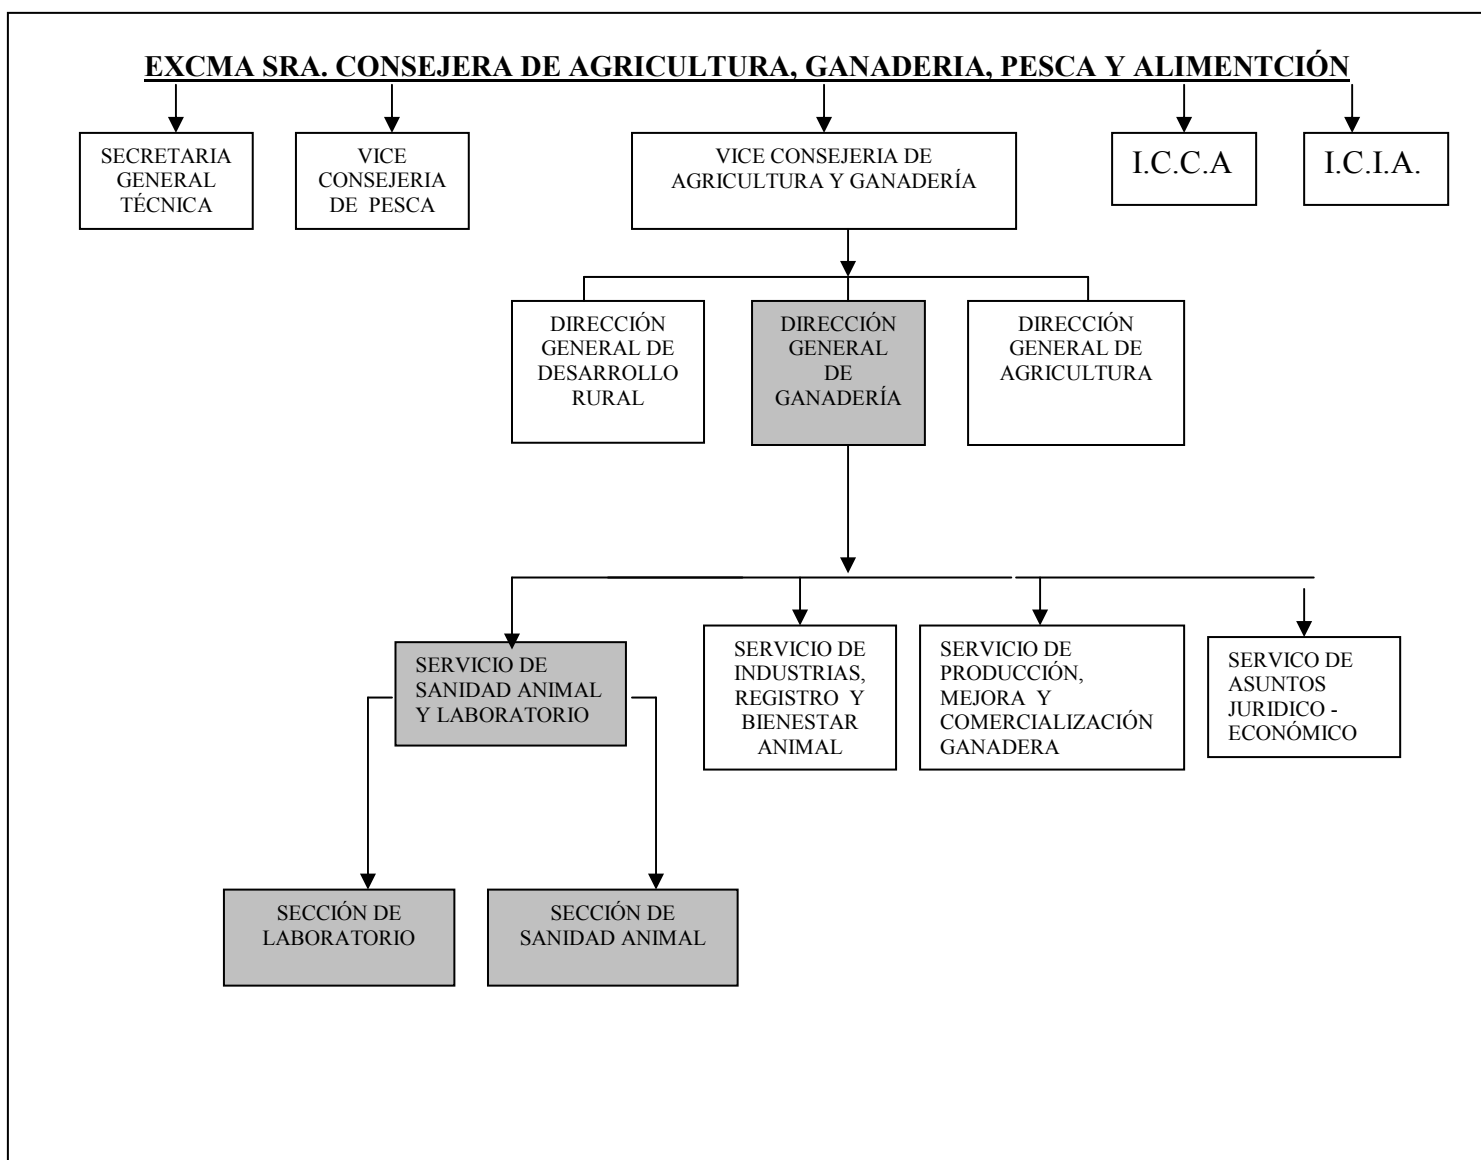 EXCMA SRA. CONSEJERA DE AGRICULTURA, GANADERIA, PESCA Y ALIMENTCIÓN
SECRETARIA
GENERAL
TÉCNICA
VICE
CONSEJERIA
DE PESCA
VICE CONSEJERIA DE
AGRICULTURA Y GANADERÍA
I.C.C.A
I.C.I.A.
DIRECCIÓN
GENERAL DE
DESARROLLO
RURAL
DIRECCIÓN
GENERAL
DE
GANADERÍA
DIRECCIÓN
GENERAL DE
AGRICULTURA
SERVICIO DE
SANIDAD ANIMAL
Y LABORATORIO
SERVICIO DE
INDUSTRIAS,
REGISTRO Y
BIENESTAR
ANIMAL
SERVICIO DE
PRODUCCIÓN,
MEJORA Y
COMERCIALIZACIÓN
GANADERA
SERVICO DE
ASUNTOS
JURIDICO -
ECONÓMICO
SECCIÓN DE
LABORATORIO
SECCIÓN DE
SANIDAD ANIMAL